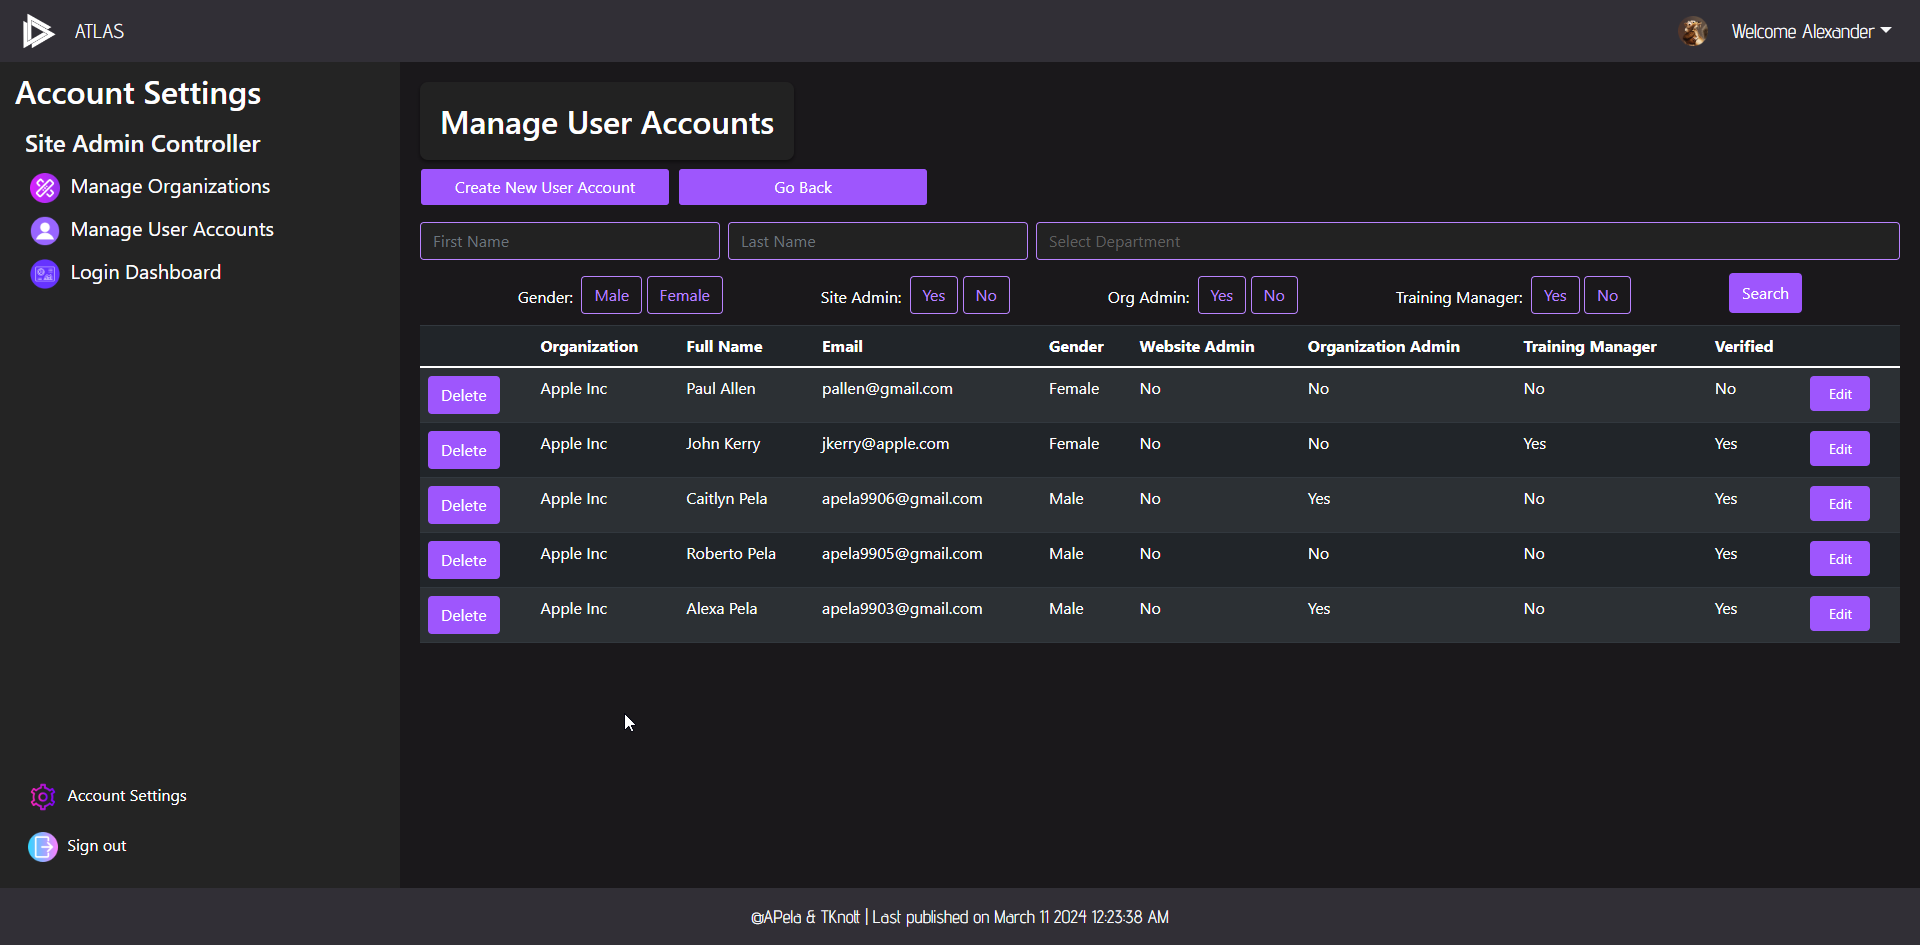 ATLAS
Welcome Alexander
Account Settings
Site Admin Controller
Manage Organizations
Manage User Accounts
Login Dashboard
Account Settings
Sign out
Manage User Accounts
Create New User Account Go Back
First Name Last Name Select Department
Gender: Male Female Site Admin: Yes No Org Admin: Yes No Training Manager: Yes No Search
Organization Full Name Email Gender Website Admin Organization Admin Training Manager Verified
Delete Apple Inc Paul Allen pallen@gmail.com Female No No No No Edit
Delete Apple Inc John Kerry jkerry@apple.com Female No No Yes Yes Edit
Delete Apple Inc Caitlyn Pela apela9906@gmail.com Male No Yes No Yes Edit
Delete Apple Inc Roberto Pela apela9905@gmail.com Male No No No Yes Edit
Delete Apple Inc Alexa Pela apela9903@gmail.com Male No Yes No Yes Edit
@APela & TKnott | Last published on March 11 2024 12:23:38 AM